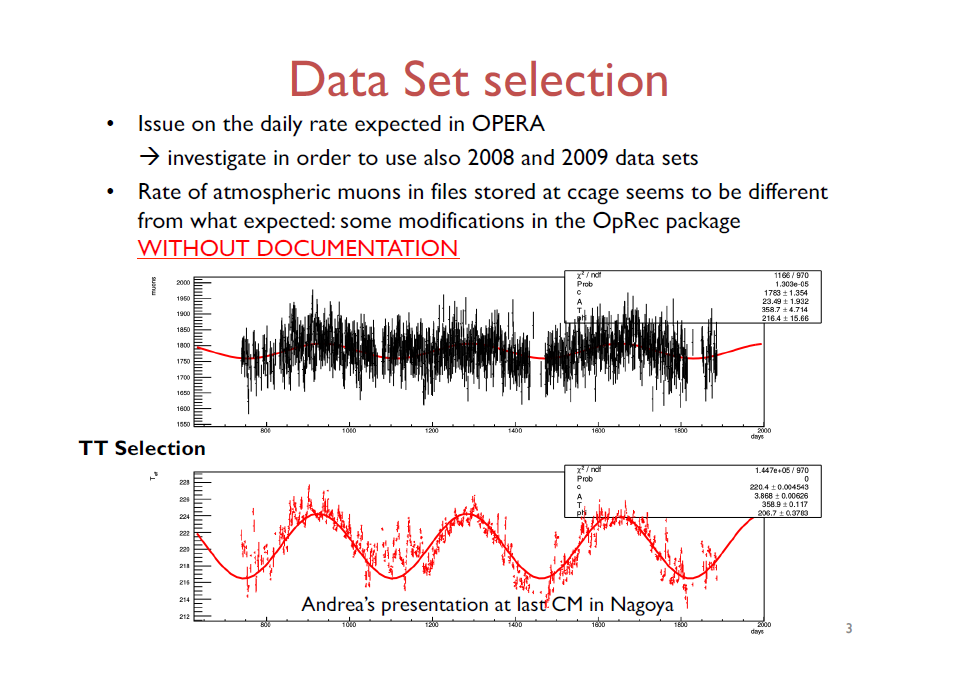 Data Set selection
• Issue on the daily rate expected in OPERA
→ investigate in order to use also 2008 and 2009 data sets
• Rate of atmospheric muons in files stored at ccage seems to be different
from what expected: some modifications in the OpRec package
WITHOUT DOCUMENTATION
muons
2000
1950
1900
1850
1800
1750
1700
1650
1600
1550
χ² / ndf 1166 / 970
Prob 1.303e-05
c 1783 ± 1.354
A 23.49 ± 1.932
T 358.7 ± 4.714
phi 216.4 ± 15.66
800 1000 1200 1400 1600 1800 2000
days
TT Selection
T_eff
228
226
224
222
220
218
216
214
212
χ² / ndf 1.447e+05 / 970
Prob 0
c 220.4 ± 0.004543
A 3.868 ± 0.00626
T 358.9 ± 0.117
phi 206.7 ± 0.3783
Andrea's presentation at last CM in Nagoya
800 1000 1200 1400 1600 1800 2000
days
3